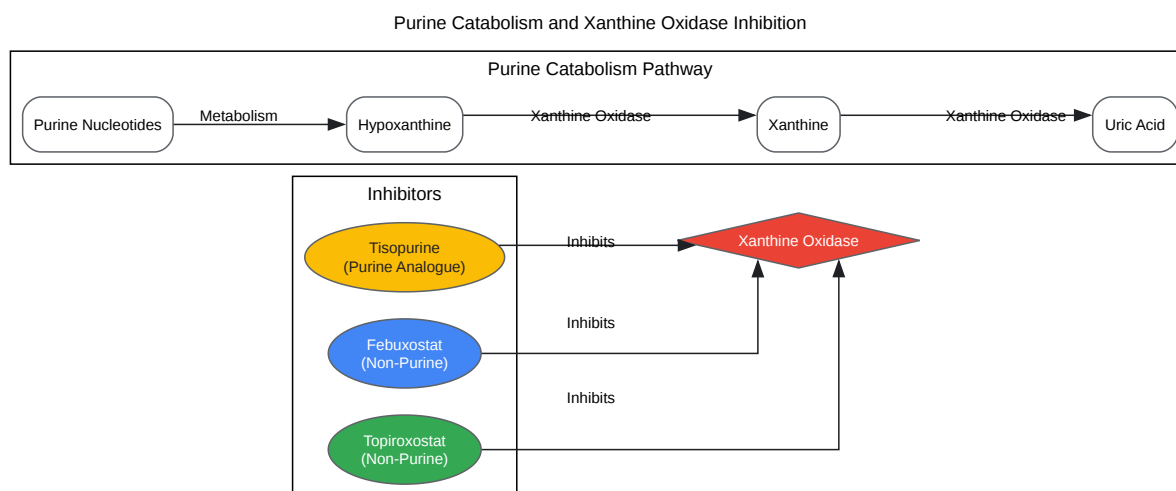 Purine Catabolism and Xanthine Oxidase Inhibition
Purine Catabolism Pathway
Purine Nucleotides
Metabolism
Hypoxanthine
Xanthine Oxidase
Xanthine
Xanthine Oxidase
Uric Acid
Inhibitors
Tisopurine
(Purine Analogue)
Inhibits
Xanthine Oxidase
Febuxostat
(Non-Purine)
Inhibits
Topiroxostat
(Non-Purine)
Inhibits